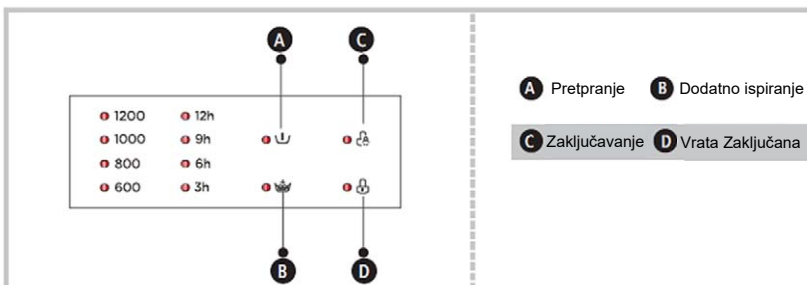 A C
1200 12h
1000 9h
800 6h
600 3h
B D
A Pretpranje B Dodatno ispiranje
C Zaključavanje D Vrata Zaključana